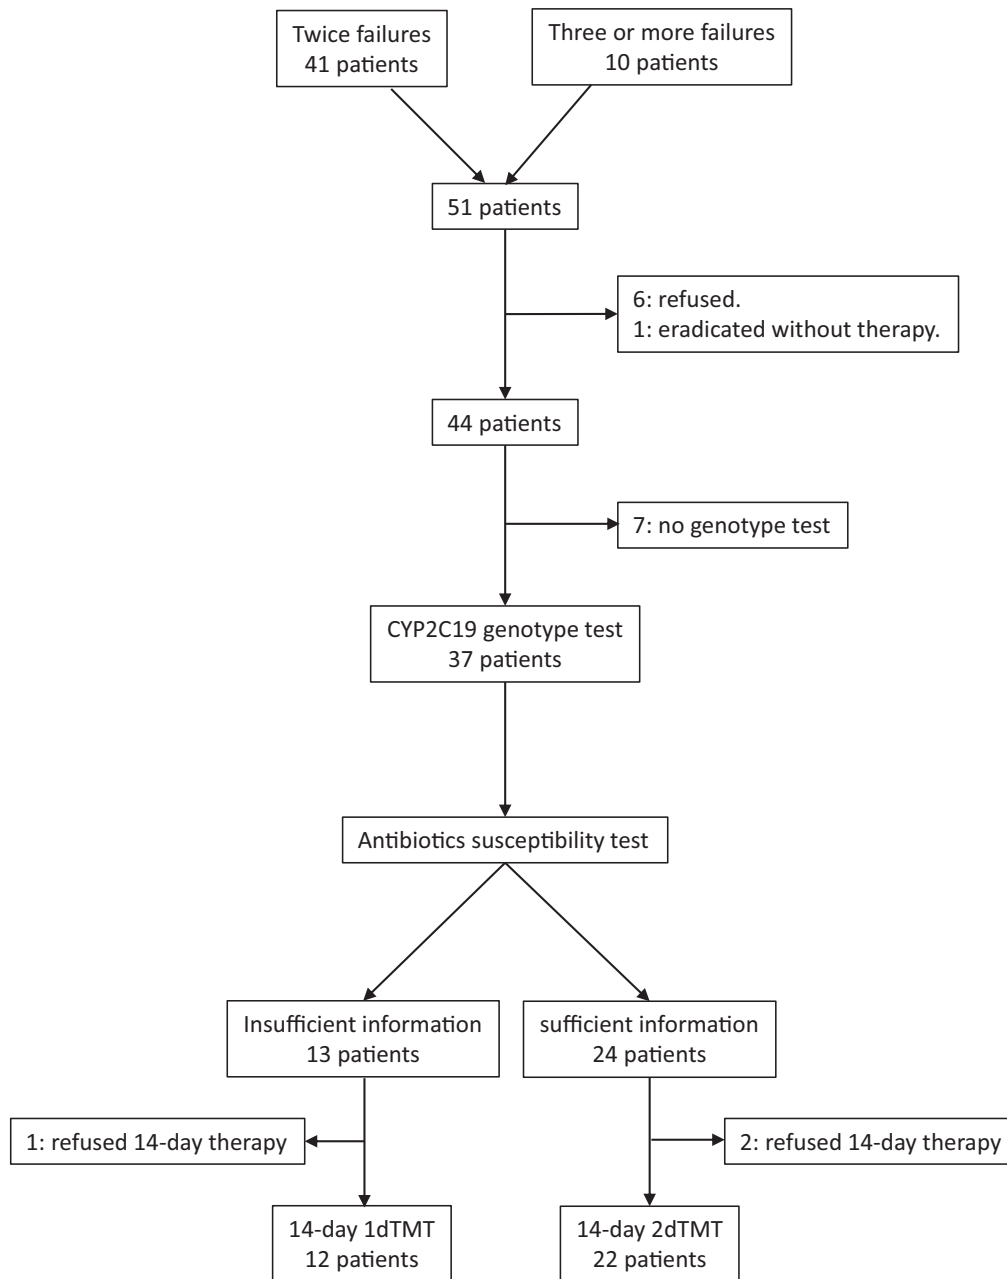 Twice failures
41 patients
Three or more failures
10 patients
51 patients
6: refused.
1: eradicated without therapy.
44 patients
7: no genotype test
CYP2C19 genotype test
37 patients
Antibiotics susceptibility test
Insufficient information
13 patients
sufficient information
24 patients
1: refused 14-day therapy
2: refused 14-day therapy
14-day 1dTMT
12 patients
14-day 2dTMT
22 patients